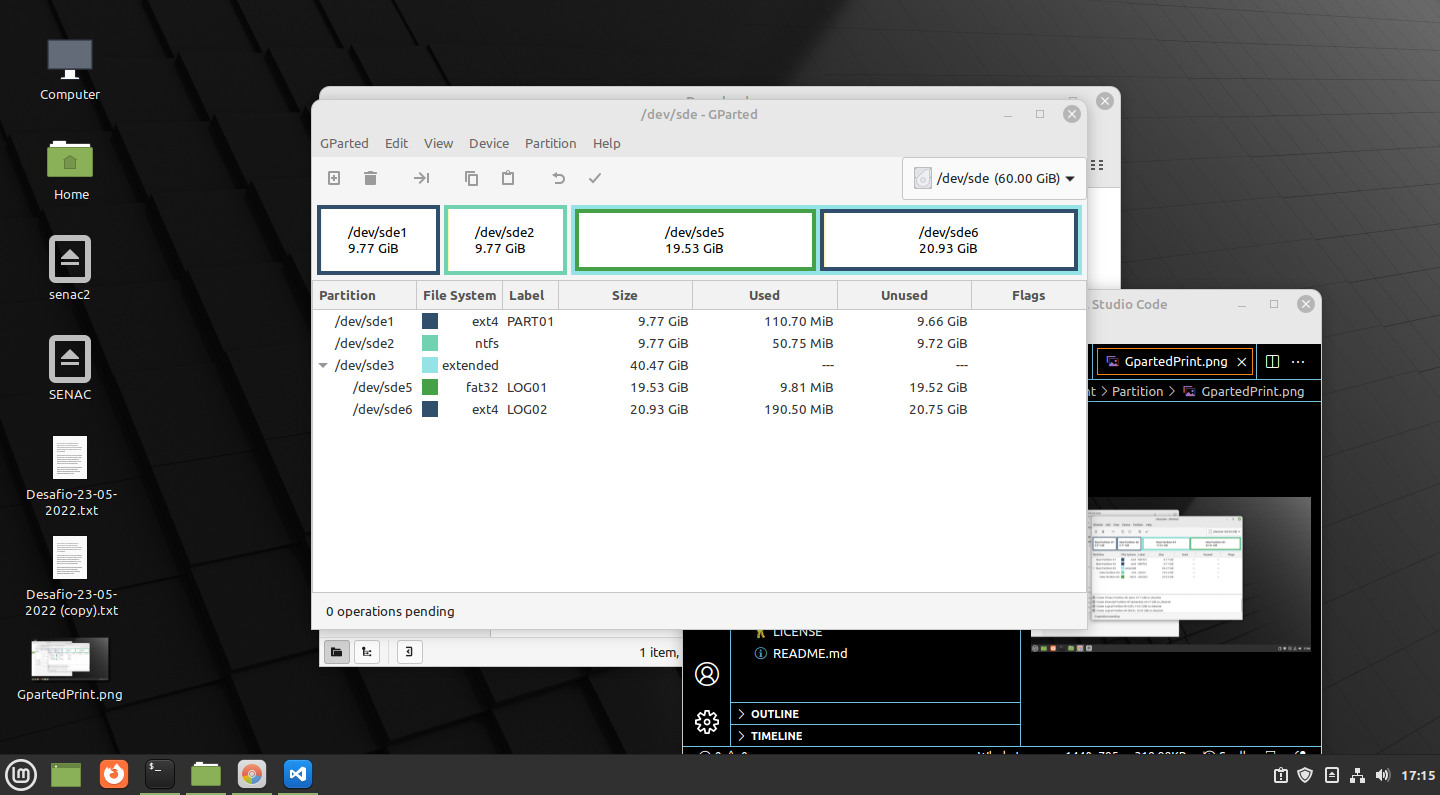 Computer
Home
senac2
SENAC
Desafio-23-05-
2022.txt
Desafio-23-05-
2022 (copy).txt
GpartedPrint.png
/dev/sde - GParted
GParted Edit View Device Partition Help
/dev/sde (60.00 GiB)
/dev/sde1
9.77 GiB
/dev/sde2
9.77 GiB
/dev/sde5
19.53 GiB
/dev/sde6
20.93 GiB
Partition File System Label Size Used Unused Flags
/dev/sde1 ext4 PART01 9.77 GiB 110.70 MiB 9.66 GiB
/dev/sde2 ntfs 9.77 GiB 50.75 MiB 9.72 GiB
/dev/sde3 extended 40.47 GiB --- ---
/dev/sde5 fat32 LOG01 19.53 GiB 9.81 MiB 19.52 GiB
/dev/sde6 ext4 LOG02 20.93 GiB 190.50 MiB 20.75 GiB
0 operations pending
1 item,
Studio Code
GpartedPrint.png
Partition > GpartedPrint.png
LICENSE
README.md
OUTLINE
TIMELINE
17:15